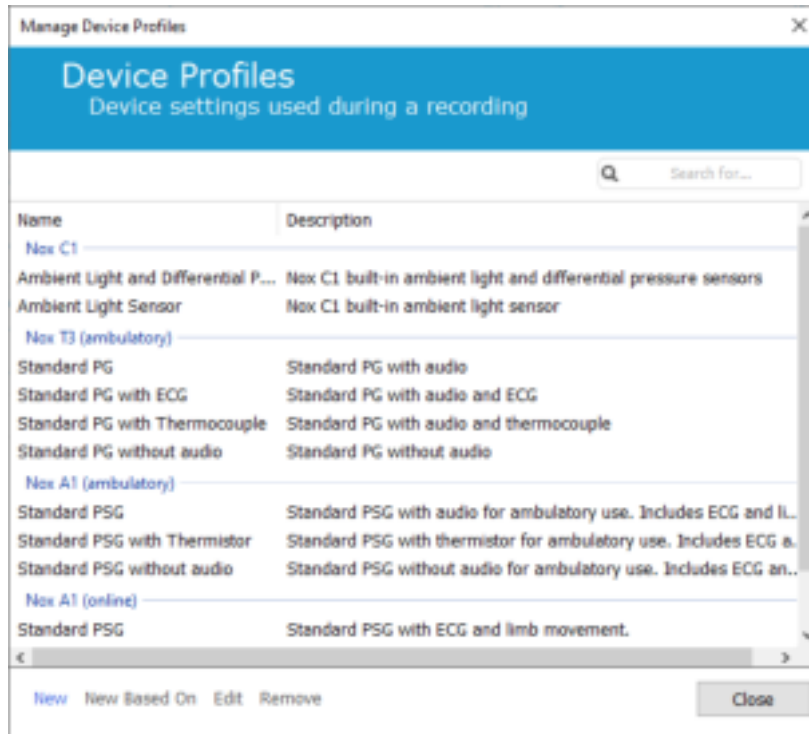 Manage Device Profiles
Device Profiles
Device settings used during a recording
Search for...
Name Description
Nox C1
Ambient Light and Differential P... Nox C1 built-in ambient light and differential pressure sensors
Ambient Light Sensor Nox C1 built-in ambient light sensor
Nox T3 (ambulatory)
Standard PG Standard PG with audio
Standard PG with ECG Standard PG with audio and ECG
Standard PG with Thermocouple Standard PG with audio and thermocouple
Standard PG without audio Standard PG without audio
Nox A1 (ambulatory)
Standard PSG Standard PSG with audio for ambulatory use. Includes ECG and li...
Standard PSG with Thermistor Standard PSG with thermistor for ambulatory use. Includes ECG a...
Standard PSG without audio Standard PSG without audio for ambulatory use. Includes ECG an...
Nox A1 (online)
Standard PSG Standard PSG with ECG and limb movement.
New New Based On Edit Remove Close